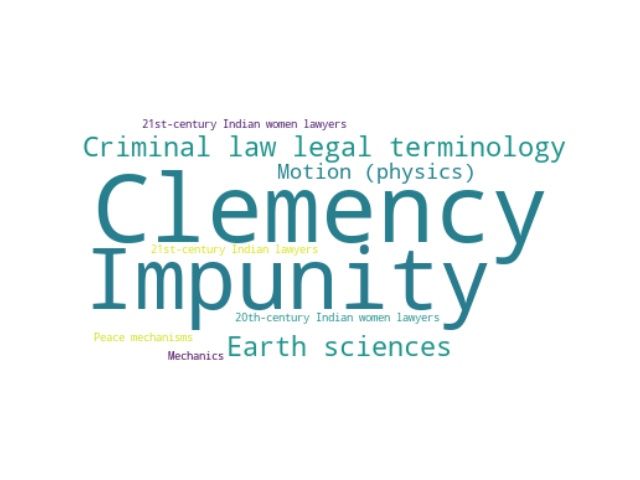 21st-century Indian women lawyers
Criminal law legal terminology
Motion (physics)
Clemency
21st-century Indian lawyers
Impunity
20th-century Indian women lawyers
Peace mechanisms
Earth sciences
Mechanics